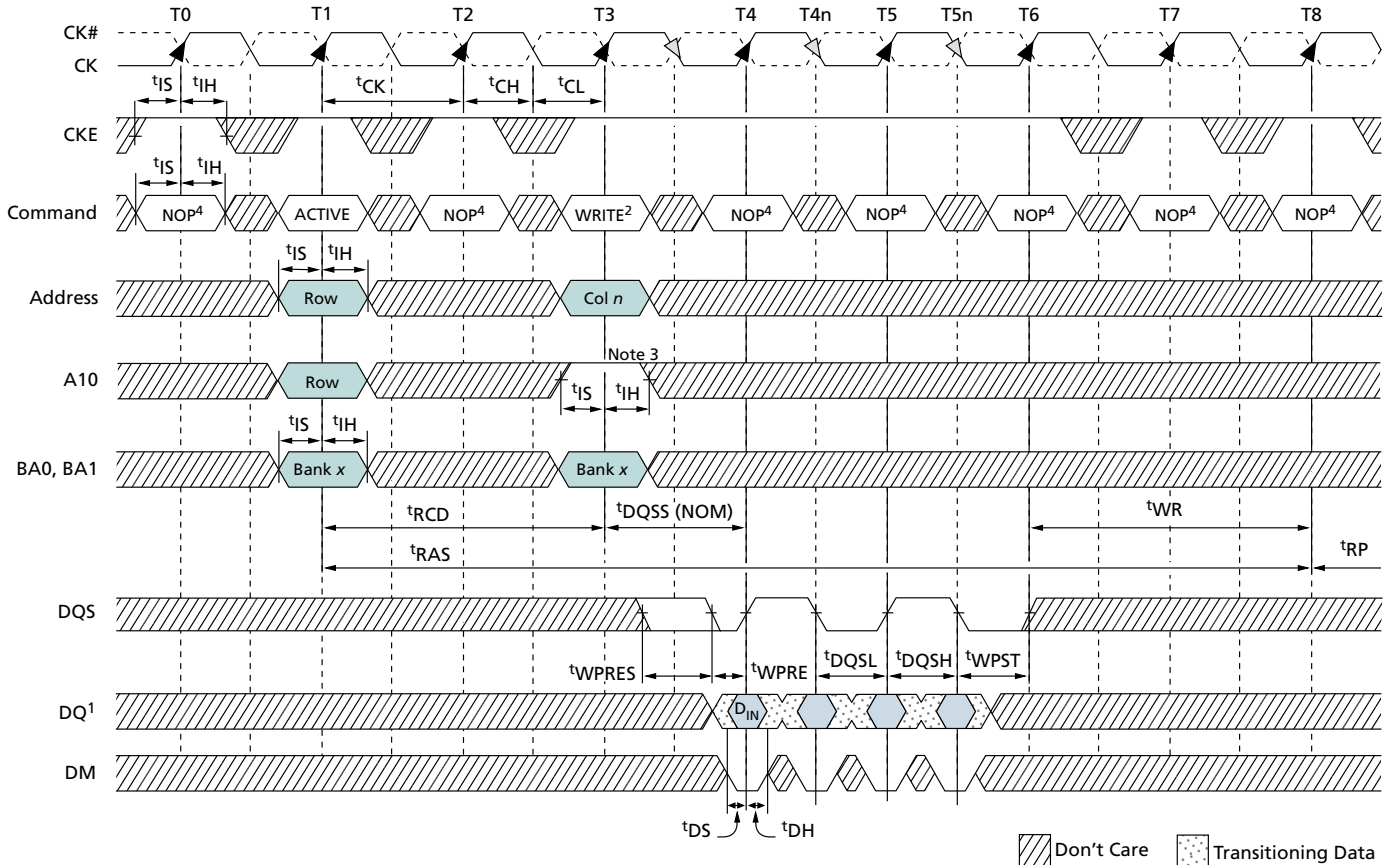 T0 T1 T2 T3 T4 T4n T5 T5n T6 T7 T8
CK#
CK
tIS tIH tCK tCH tCL
CKE
tIS tIH
Command NOP4 ACTIVE NOP4 WRITE2 NOP4 NOP4 NOP4 NOP4 NOP4
tIS tIH
Address Row Col n
Note 3
A10 Row
tIS tIH
tIS tIH
BA0, BA1 Bank x Bank x
tRCD tDQSS (NOM) tWR
tRAS tRP
DQS
tWPRES tWPRE tDQSL tDQSH tWPST
DQ1 DIN
DM
tDS tDH
Don't Care Transitioning Data